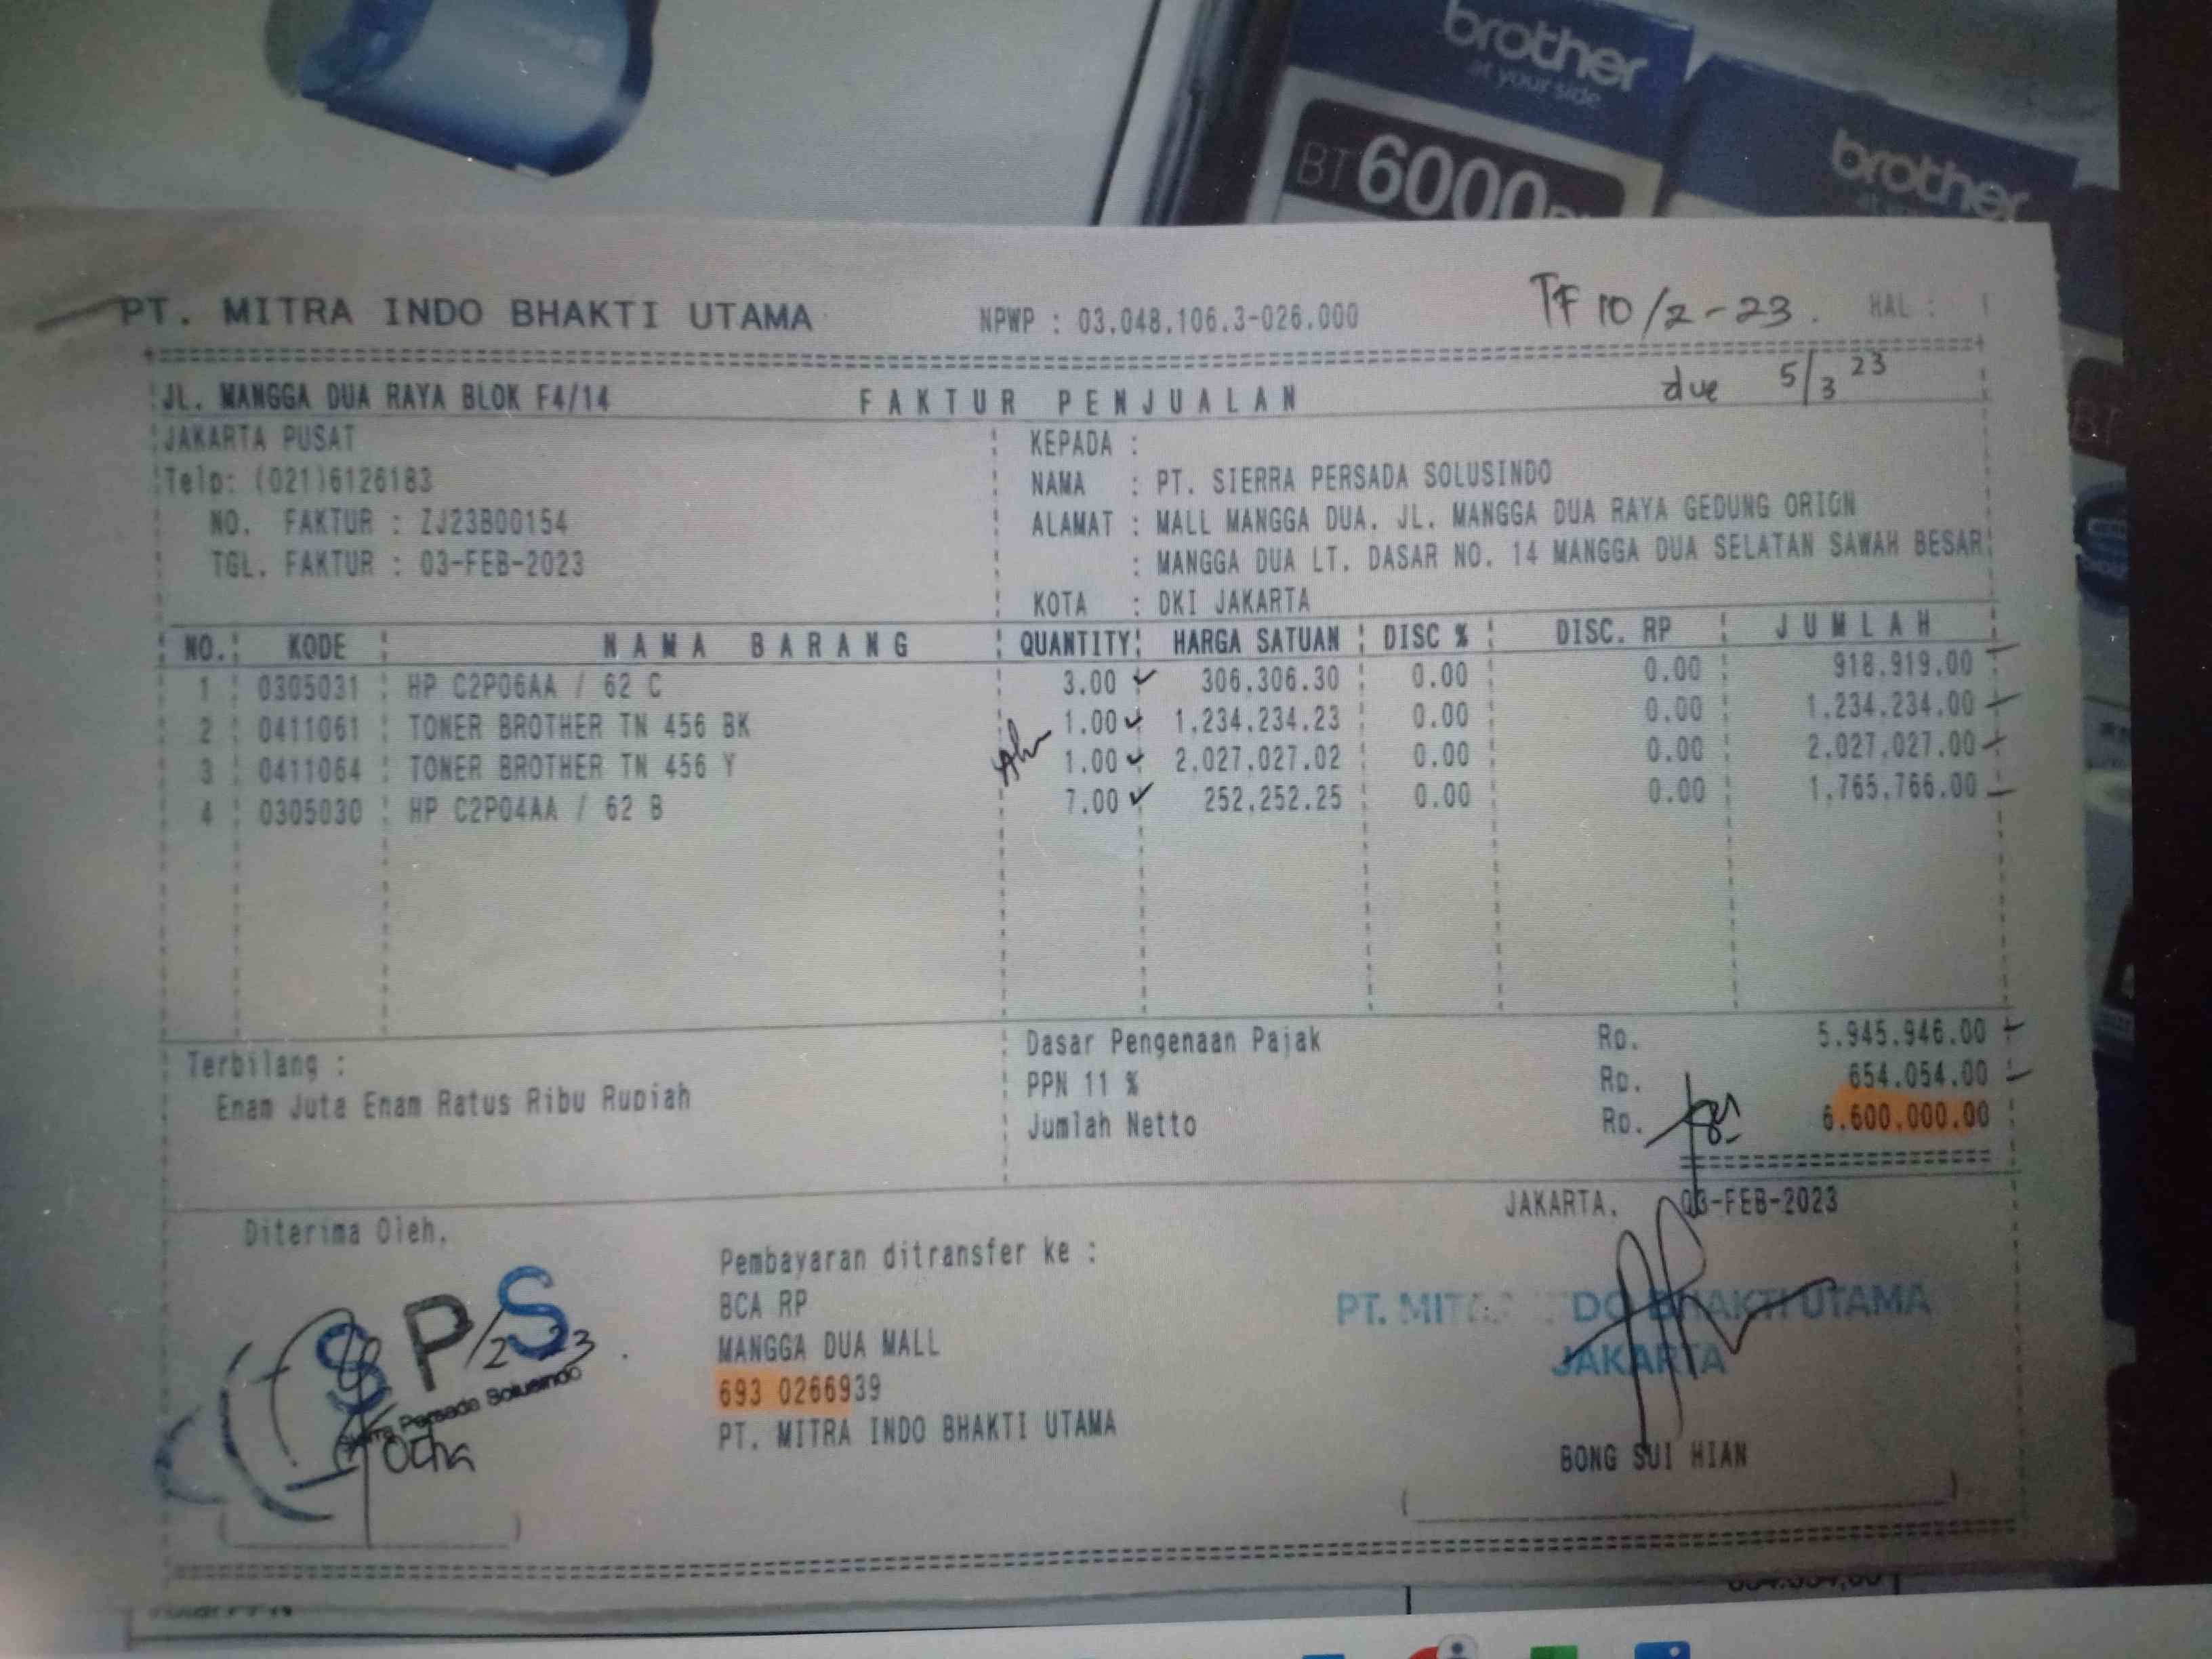 brother
at your side
BT 6000
brother
PT. MITRA INDO BHAKTI UTAMA NPWP : 03.048.106.3-026.000 TF 10/2-23. HAL : 1
JL. MANGGA DUA RAYA BLOK F4/14 FAKTUR PENJUALAN due 5/3 23
JAKARTA PUSAT KEPADA :
Telp: (021)6126183 NAMA : PT. SIERRA PERSADA SOLUSINDO
NO. FAKTUR : ZJ23B00154 ALAMAT : MALL MANGGA DUA. JL. MANGGA DUA RAYA GEDUNG ORION
TGL. FAKTUR : 03-FEB-2023 : MANGGA DUA LT. DASAR NO. 14 MANGGA DUA SELATAN SAWAH BESAR
KOTA : DKI JAKARTA
NO. KODE NAMA BARANG QUANTITY HARGA SATUAN DISC % DISC. RP JUMLAH
1 0305031 HP C2P06AA / 62 C 3.00 306.306.30 0.00 0.00 918.919.00
2 0411061 TONER BROTHER TN 456 BK 1.00 1.234.234.23 0.00 0.00 1.234.234.00
3 0411064 TONER BROTHER TN 456 Y 1.00 2.027.027.02 0.00 0.00 2.027.027.00
4 0305030 HP C2P04AA / 62 B 7.00 252.252.25 0.00 0.00 1.765.766.00
Dasar Pengenaan Pajak Rp. 5.945.946.00
Terbilang : PPN 11 % Rp. 654.054.00
Enam Juta Enam Ratus Ribu Rupiah Jumlah Netto Rp. 6.600.000.00
JAKARTA. 03-FEB-2023
Diterima Oleh,
Pembayaran ditransfer ke :
BCA RP
MANGGA DUA MALL
693 0266939
PT. MITRA INDO BHAKTI UTAMA
SPS
Sierra Persada Solusindo
Ocha
PT. MITRA INDO BHAKTI UTAMA
JAKARTA
BONG SUI HIAN